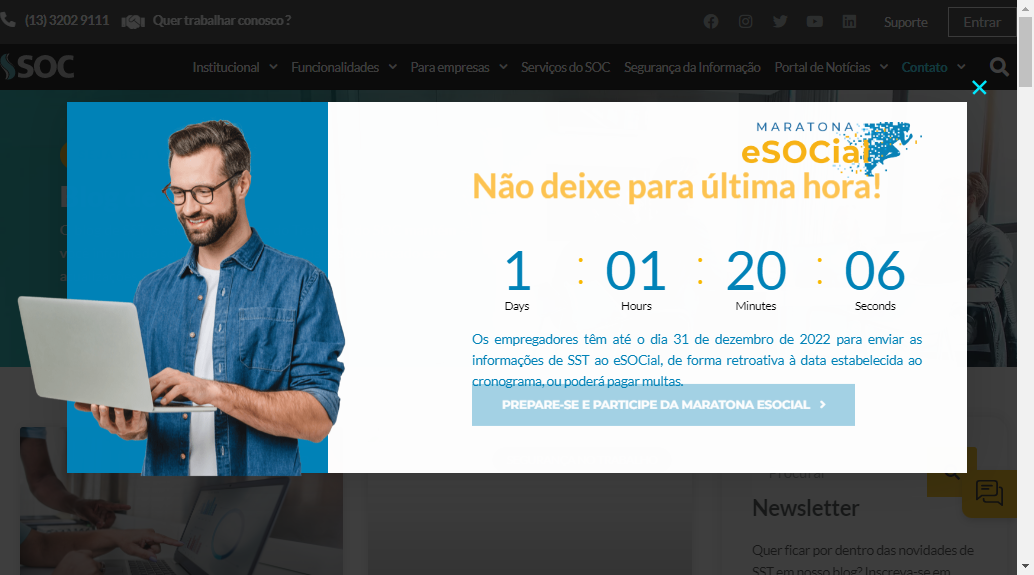 (13) 3202 9111 Quer trabalhar conosco ? Suporte Entrar
SOC Institucional Funcionalidades Para empresas Serviços do SOC Segurança da Informação Portal de Notícias Contato
MARATONA
eSOCial
Não deixe para última hora!
1 : 01 : 20 : 06
Days Hours Minutes Seconds
Os empregadores têm até o dia 31 de dezembro de 2022 para enviar as
informações de SST ao eSOCial, de forma retroativa à data estabelecida ao
cronograma, ou poderá pagar multas.
PREPARE-SE E PARTICIPE DA MARATONA ESOCIAL
Procurar
Newsletter
Quer ficar por dentro das novidades de
SST em nosso blog? Inscreva-se em